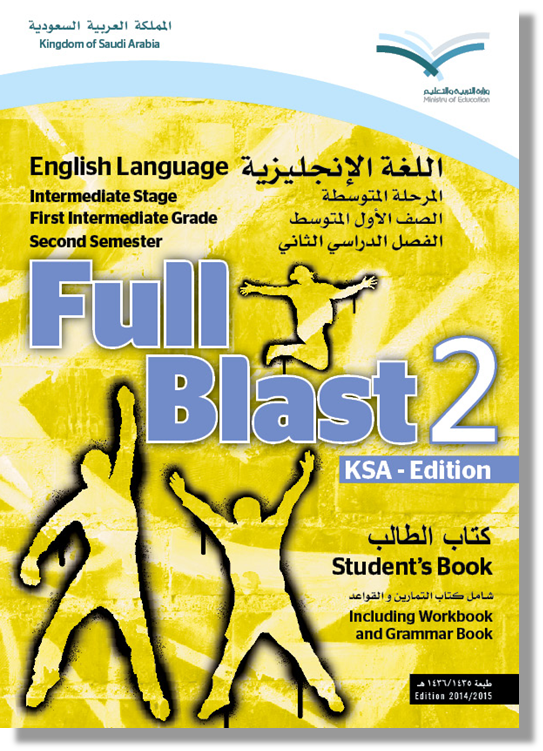 المملكة العربية السعودية
Kingdom of Saudi Arabia
وزارة التربية والتعليم
Ministry of Education
English Language اللغة الإنجليزية
Intermediate Stage المرحلة المتوسطة
First Intermediate Grade الصف الأول المتوسط
Second Semester الفصل الدراسي الثاني
Full
Blast 2
KSA - Edition
كتاب الطالب
Student's Book
شامل كتاب التمارين و القواعد
Including Workbook
and Grammar Book
طبعة ١٤٣٦/١٤٣٥ هـ
Edition 2014/2015